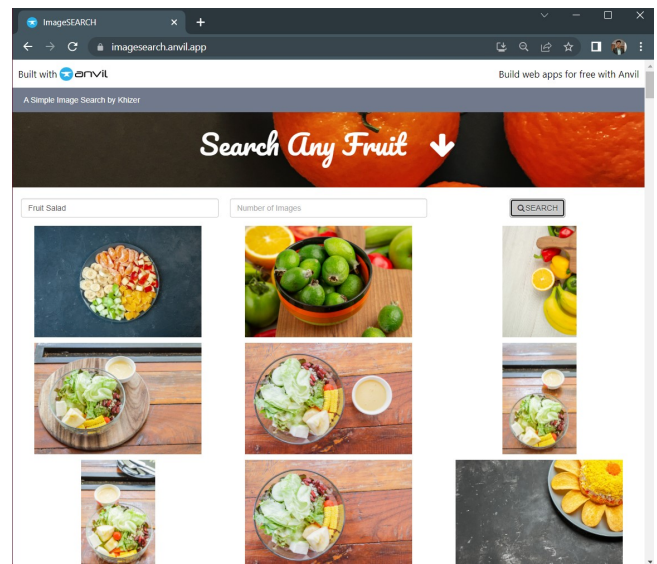 ImageSEARCH
imagesearch.anvil.app
Built with anvil
Build web apps for free with Anvil
A Simple Image Search by Khizer
Search Any Fruit
Fruit Salad
Number of Images
SEARCH